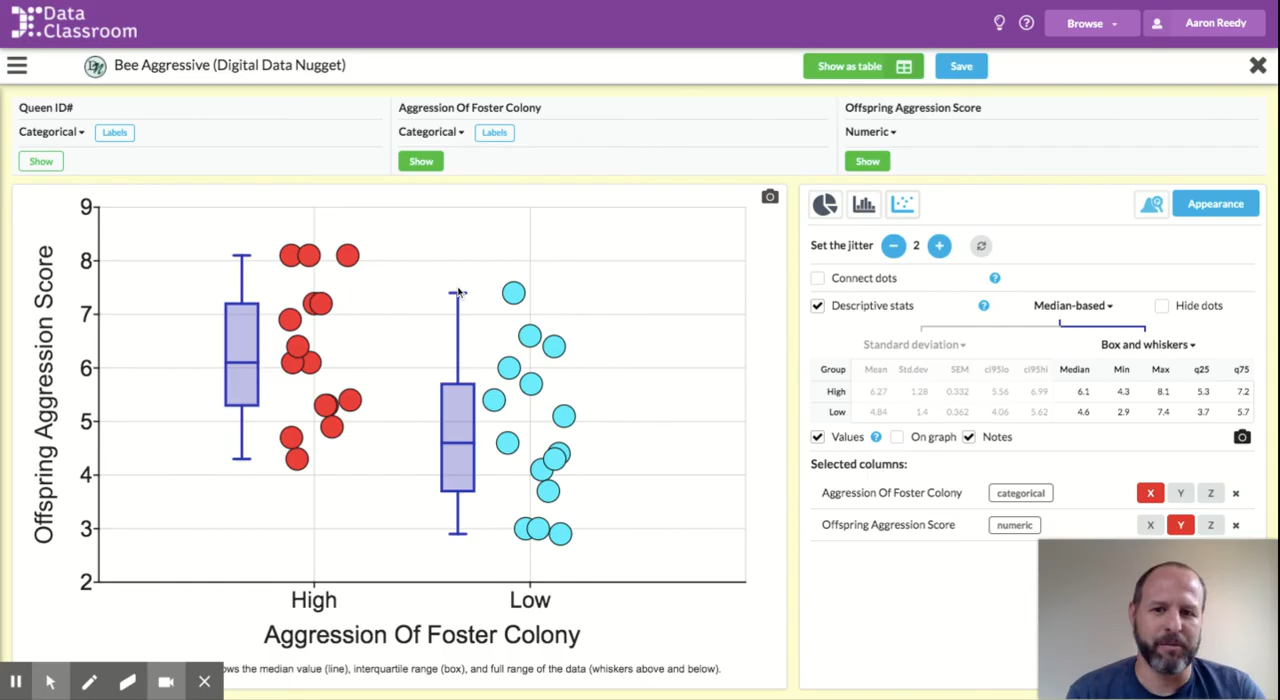 Data
Classroom
Browse
Aaron Reedy
Bee Aggressive (Digital Data Nugget)
Show as table
Save
Queen ID#
Aggression Of Foster Colony
Offspring Aggression Score
Categorical
Labels
Categorical
Labels
Numeric
Show
Show
Show
9
8
7
6
5
4
3
2
Offspring Aggression Score
High
Low
Aggression Of Foster Colony
ws the median value (line), interquartile range (box), and full range of the data (whiskers above and below).
Appearance
Set the jitter
2
Connect dots
Descriptive stats
Median-based
Hide dots
Standard deviation
Box and whiskers
Group Mean Std.dev SEM ci95lo ci95hi Median Min Max q25 q75
High 6.27 1.28 0.332 5.56 6.99 6.1 4.3 8.1 5.3 7.2
Low 4.84 1.4 0.362 4.06 5.62 4.6 2.9 7.4 3.7 5.7
Values On graph Notes
Selected columns:
Aggression Of Foster Colony categorical X Y Z
Offspring Aggression Score numeric X Y Z